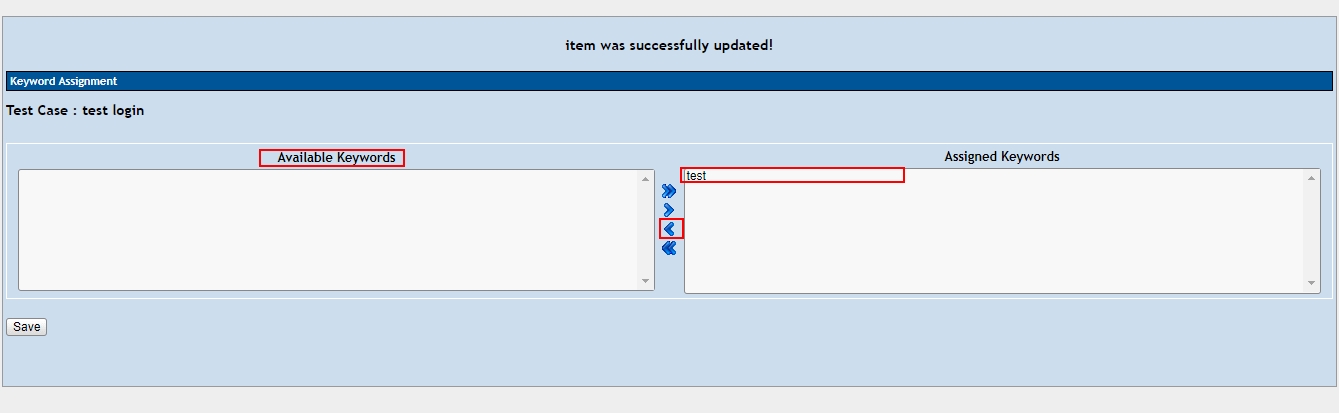 item was successfully updated!
Keyword Assignment
Test Case : test login
Available Keywords
Assigned Keywords
test
Save